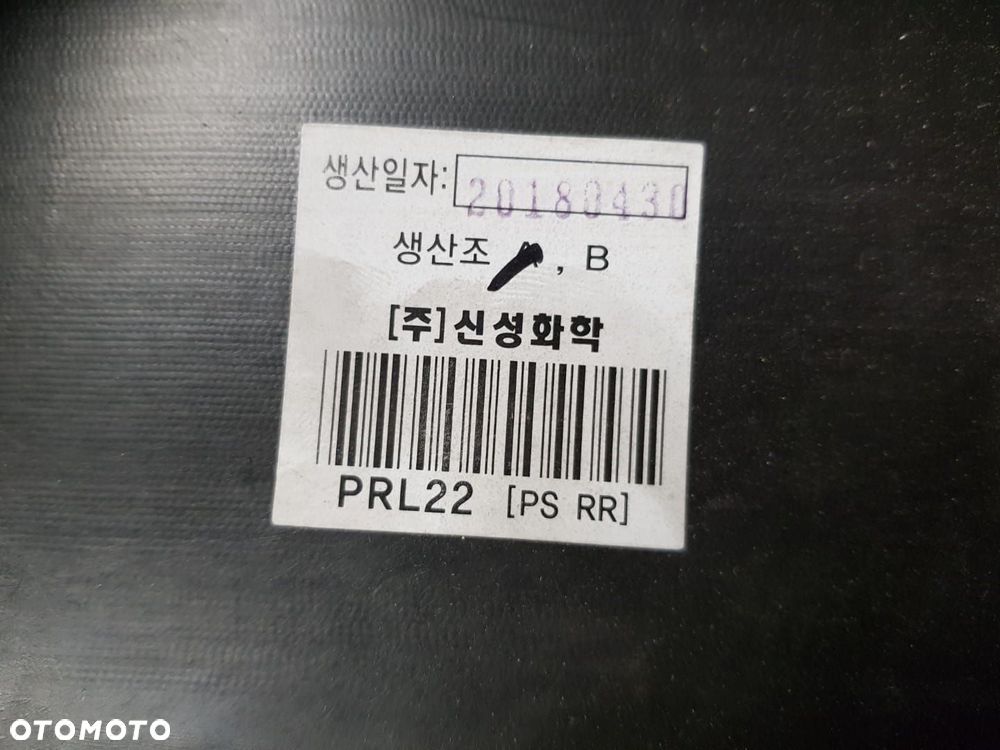 생산일자: 20180430
생산조 A, B
[주]신성화학
PRL22 [PS RR]
OTOMOTO